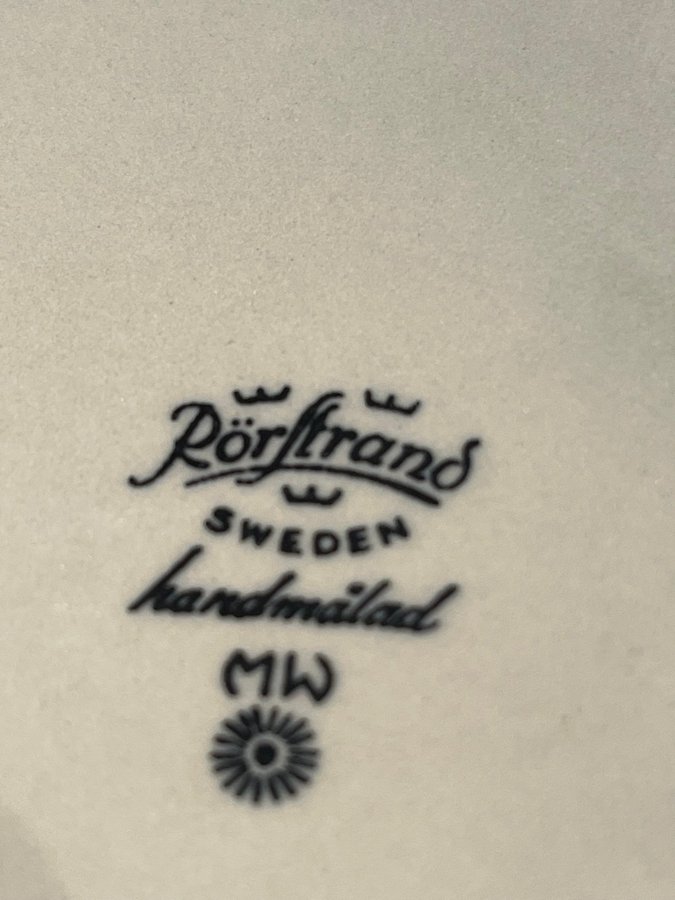 Rörstrand
SWEDEN
handmålad
MW